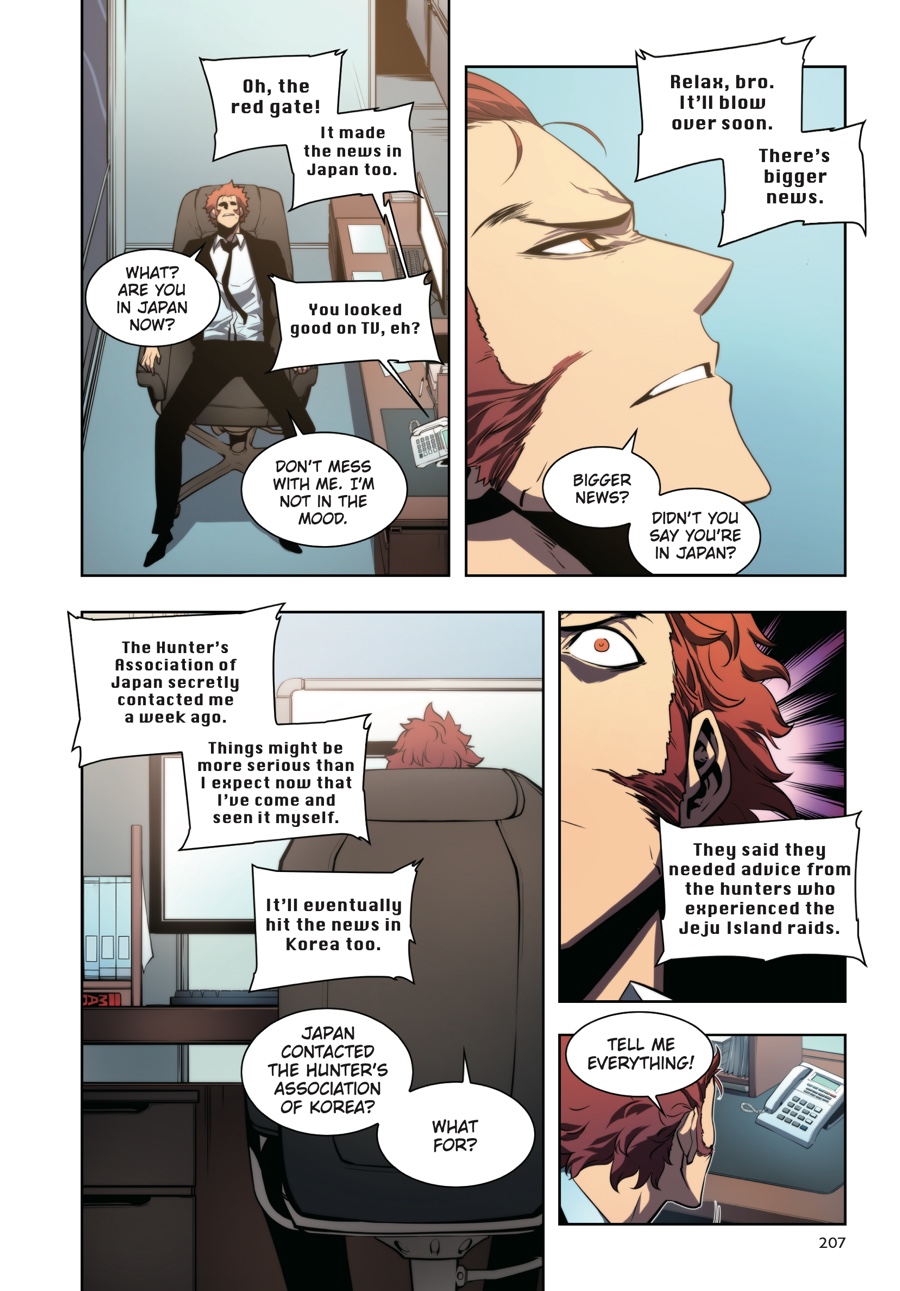 Oh, the
red gate!
It made
the news in
Japan too.
WHAT?
ARE YOU
IN JAPAN
NOW?
You looked
good on TV, eh?
DON'T MESS
WITH ME. I'M
NOT IN THE
MOOD.
Relax, bro.
It'll blow
over soon.
There's
bigger
news.
BIGGER
NEWS?
DIDN'T YOU
SAY YOU'RE
IN JAPAN?
The Hunter's
Association of
Japan secretly
contacted me
a week ago.
Things might be
more serious than
I expect now that
I've come and
seen it myself.
It'll eventually
hit the news in
Korea too.
JAPAN
CONTACTED
THE HUNTER'S
ASSOCIATION
OF KOREA?
WHAT
FOR?
They said they
needed advice from
the hunters who
experienced the
Jeju Island raids.
TELL ME
EVERYTHING!
207